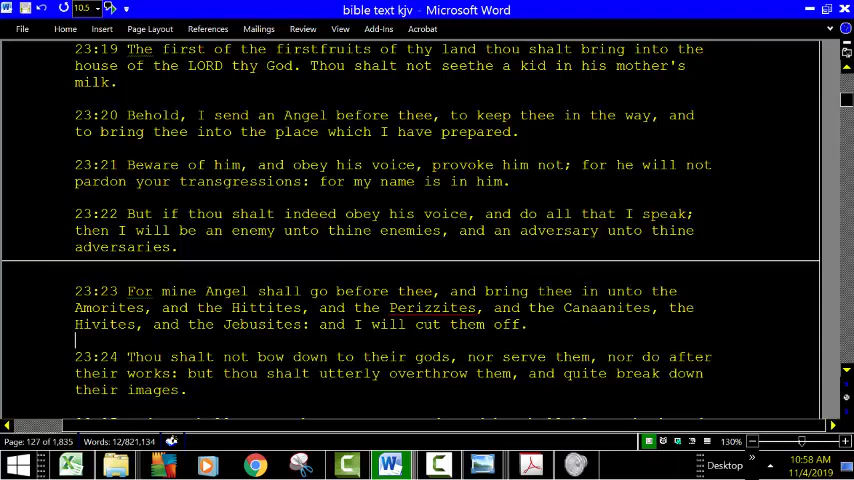 bible text kjv - Microsoft Word
10.5
File Insert Page Layout References Mailings Review View Add-Ins Acrobat
23:19 The first of the firstfruits of thy land thou shalt bring into the
house of the LORD thy God. Thou shalt not seethe a kid in his mother's
milk.
23:20 Behold, I send an Angel before thee, to keep thee in the way, and
to bring thee into the place which I have prepared.
23:21 Beware of him, and obey his voice, provoke him not; for he will not
pardon your transgressions: for my name is in him.
23:22 But if thou shalt indeed obey his voice, and do all that I speak;
then I will be an enemy unto thine enemies, and an adversary unto thine
adversaries.
23:23 For mine Angel shall go before thee, and bring thee in unto the
Amorites, and the Hittites, and the Perizzites, and the Canaanites, the
Hivites, and the Jebusites: and I will cut them off.
23:24 Thou shalt not bow down to their gods, nor serve them, nor do after
their works: but thou shalt utterly overthrow them, and quite break down
their images.
Page: 127 of 1,835 Words: 12/821,134 130%
Desktop
10:58 AM
11/4/2019